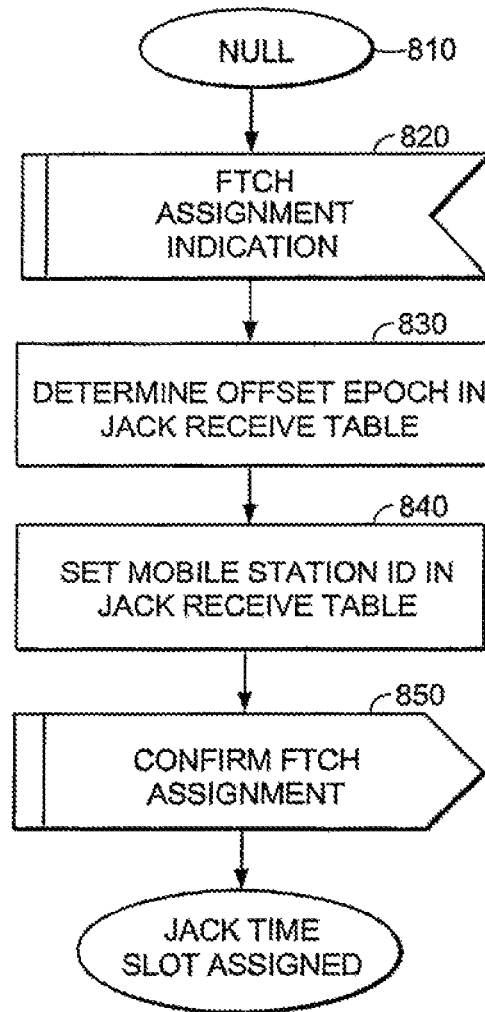 NULL
810
820
FTCH
ASSIGNMENT
INDICATION
830
DETERMINE OFFSET EPOCH IN
JACK RECEIVE TABLE
840
SET MOBILE STATION ID IN
JACK RECEIVE TABLE
850
CONFIRM FTCH
ASSIGNMENT
JACK TIME
SLOT ASSIGNED